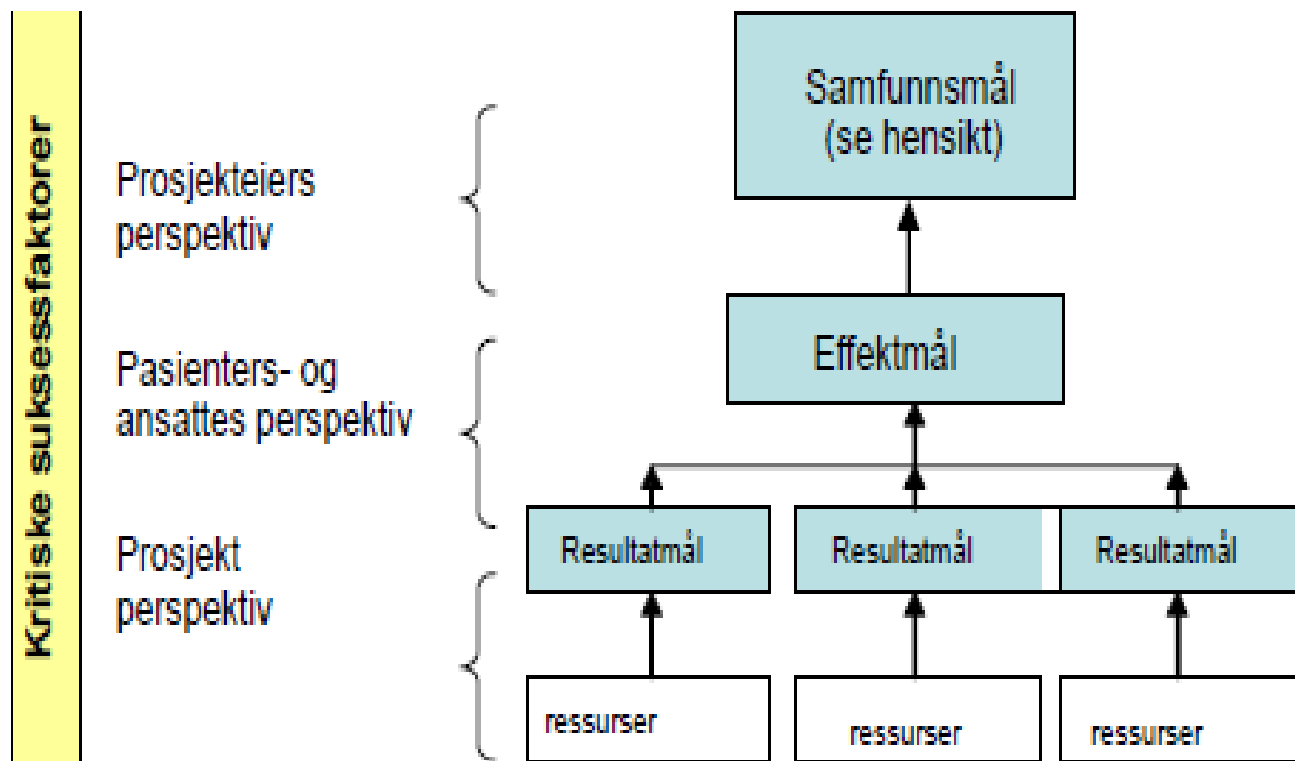 Kritiske suksessfaktorer
Prosjekteiers
perspektiv
Pasienters- og
ansattes perspektiv
Prosjekt
perspektiv
Samfunnsmål
(se hensikt)
Effektmål
Resultatmål
Resultatmål
Resultatmål
ressurser
ressurser
ressurser